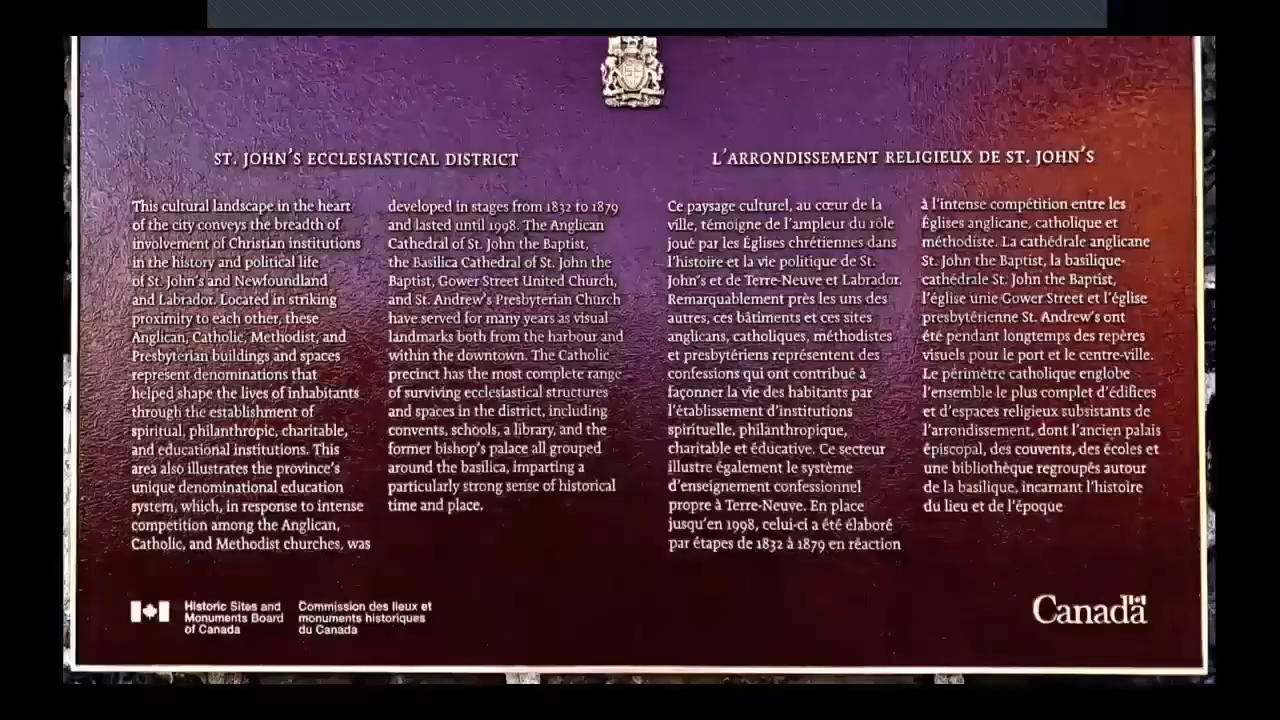 ST. JOHN'S ECCLESIASTICAL DISTRICT
This cultural landscape in the heart
of the city conveys the breadth of
involvement of Christian institutions
in the history and political life
of St. John's and Newfoundland
and Labrador. Located in striking
proximity to each other, these
Anglican, Catholic, Methodist, and
Presbyterian buildings and spaces
represent denominations that
helped shape the lives of inhabitants
through the establishment of
spiritual, philanthropic, charitable,
and educational institutions. This
area also illustrates the province's
unique denominational education
system, which, in response to intense
competition among the Anglican,
Catholic, and Methodist churches, was
developed in stages from 1832 to 1879
and lasted until 1998. The Anglican
Cathedral of St. John the Baptist,
the Basilica Cathedral of St. John the
Baptist, Gower Street United Church,
and St. Andrew's Presbyterian Church
have served for many years as visual
landmarks both from the harbour and
within the downtown. The Catholic
precinct has the most complete range
of surviving ecclesiastical structures
and spaces in the district, including
convents, schools, a library, and the
former bishop's palace all grouped
around the basilica, imparting a
particularly strong sense of historical
time and place.
L'ARRONDISSEMENT RELIGIEUX DE ST. JOHN'S
Ce paysage culturel, au cœur de la
ville, témoigne de l'ampleur du rôle
joué par les Églises chrétiennes dans
l'histoire et la vie politique de St.
John's et de Terre-Neuve et Labrador.
Remarquablement près les uns des
autres, ces bâtiments et ces sites
anglicans, catholiques, méthodistes
et presbytériens représentent des
confessions qui ont contribué à
façonner la vie des habitants par
l'établissement d'institutions
spirituelle, philanthropique,
charitable et éducative. Ce secteur
illustre également le système
d'enseignement confessionnel
propre à Terre-Neuve. En place
jusqu'en 1998, celui-ci a été élaboré
par étapes de 1832 à 1879 en réaction
à l'intense compétition entre les
Églises anglicane, catholique et
méthodiste. La cathédrale anglicane
St. John the Baptist, la basilique-
cathédrale St. John the Baptist,
l'église unie Gower Street et l'église
presbytérienne St. Andrew's ont
été pendant longtemps des repères
visuels pour le port et le centre-ville.
Le périmètre catholique englobe
l'ensemble le plus complet d'édifices
et d'espaces religieux subsistants de
l'arrondissement, dont l'ancien palais
épiscopal, des couvents, des écoles et
une bibliothèque regroupés autour
de la basilique, incarnant l'histoire
du lieu et de l'époque
Historic Sites and
Monuments Board
of Canada
Commission des lieux et
monuments historiques
du Canada
Canada